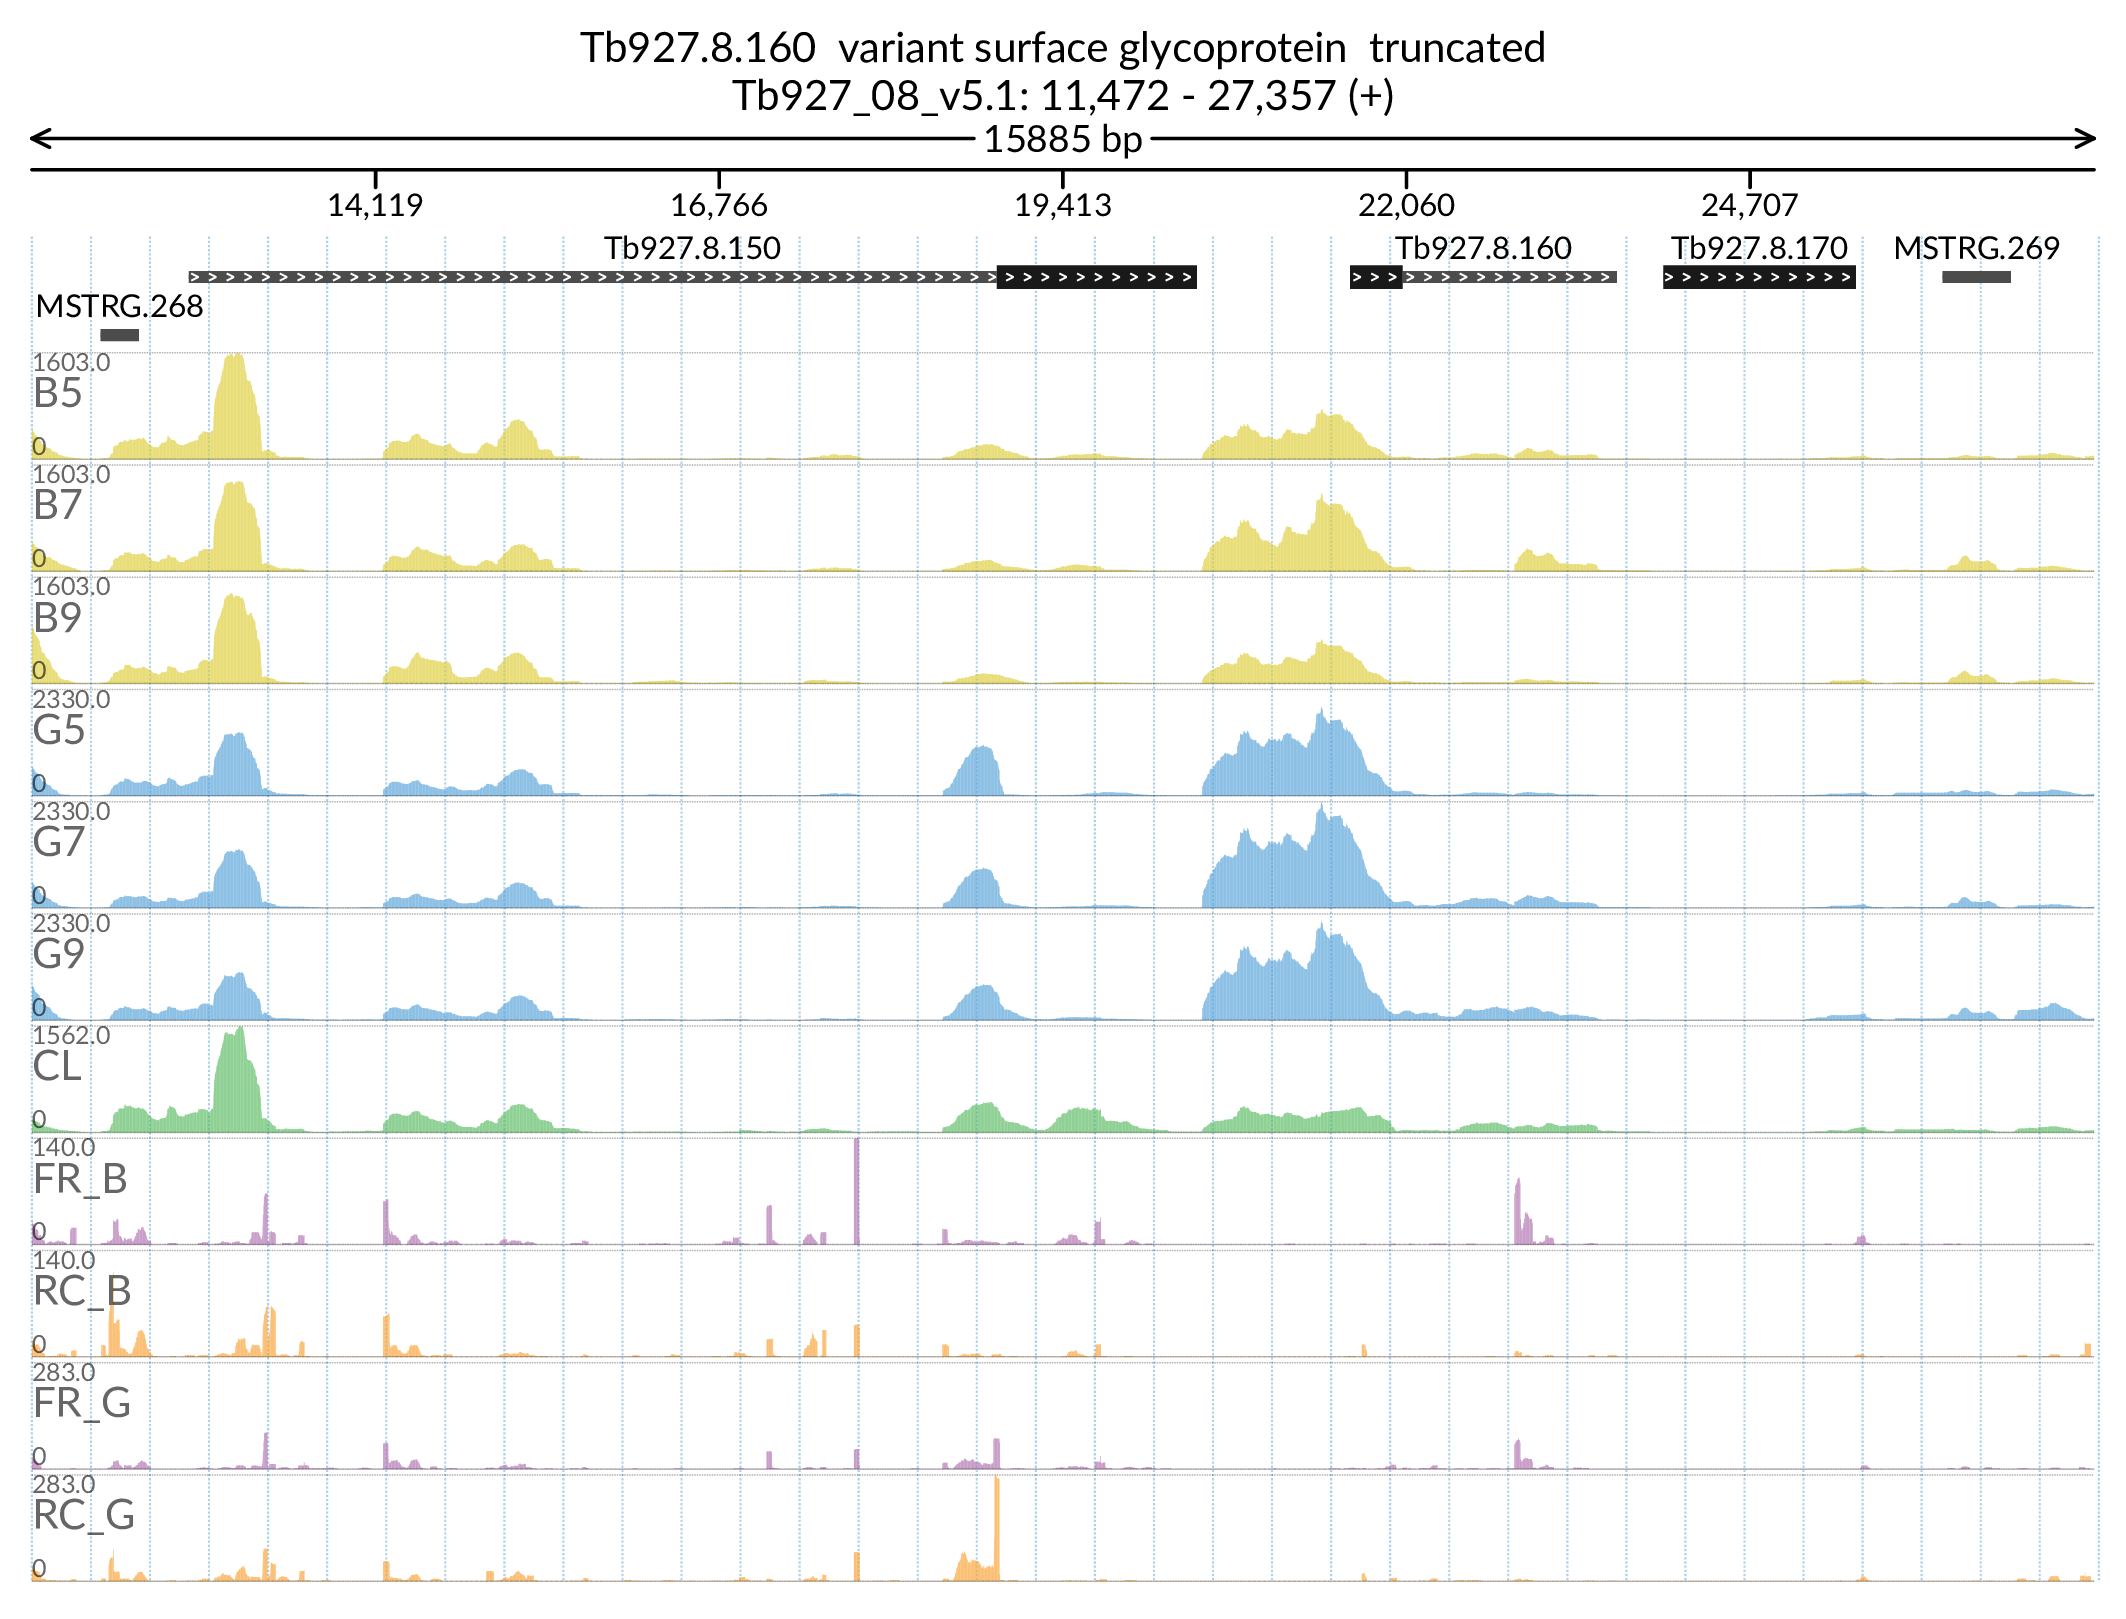 Tb927.8.160 variant surface glycoprotein truncated
Tb927_08_v5.1: 11,472 - 27,357 (+)
15885 bp
14,119 16,766 19,413 22,060 24,707
Tb927.8.150 Tb927.8.160 Tb927.8.170 MSTRG.269
MSTRG.268
1603.0
B5
0
1603.0
B7
0
1603.0
B9
0
2330.0
G5
0
2330.0
G7
0
2330.0
G9
0
1562.0
CL
0
140.0
FR_B
0
140.0
RC_B
0
283.0
FR_G
0
283.0
RC_G
0